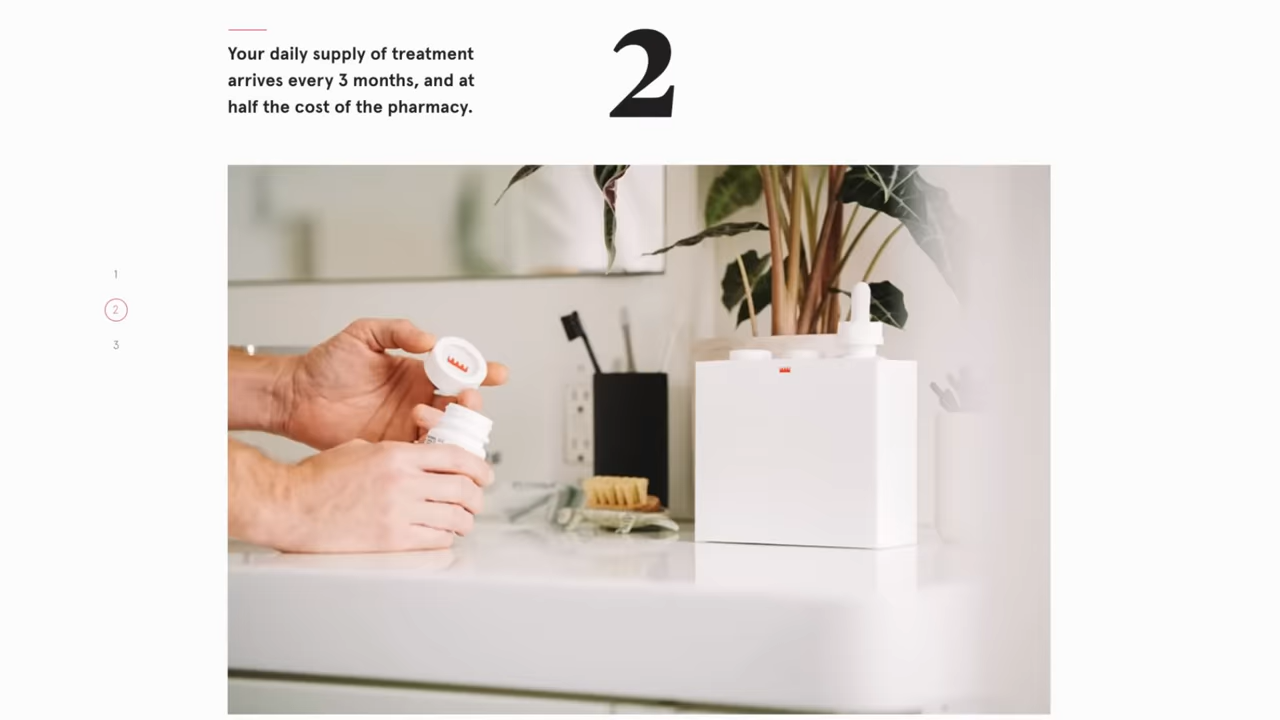 Your daily supply of treatment
arrives every 3 months, and at
half the cost of the pharmacy.
2
1
2
3